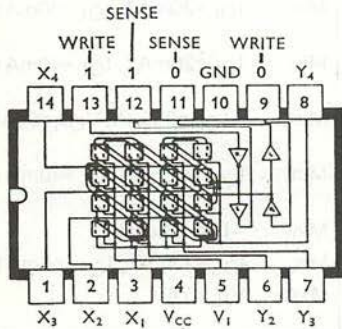 SENSE
WRITE 1 SENSE WRITE
X4 1 0 GND 0 Y4
14 13 12 11 10 9 8
1 2 3 4 5 6 7
X3 X2 X1 VCC V1 Y2 Y3